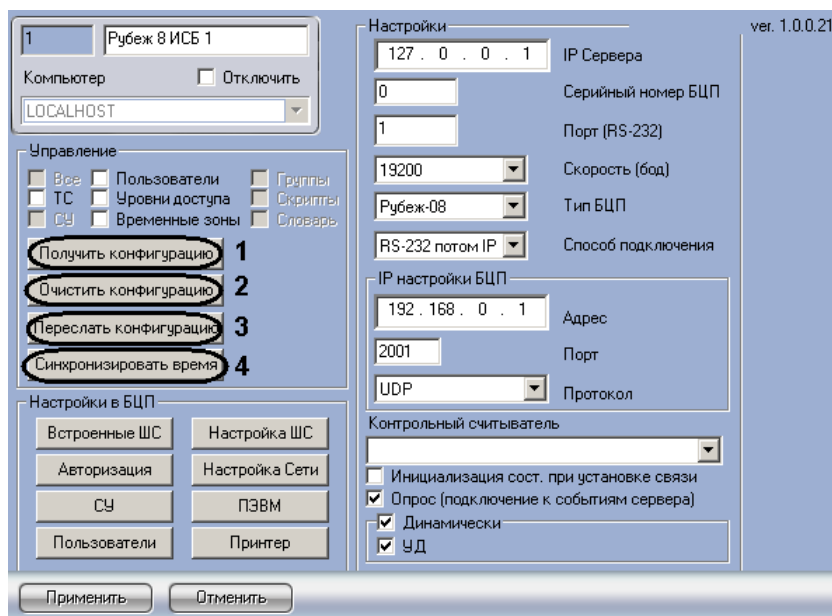 1
Рубеж 8 ИСБ 1
Компьютер
Отключить
LOCALHOST
Управление
Все
Пользователи
Группы
ТС
Уровни доступа
Скрипты
СУ
Временные зоны
Словарь
Получить конфигурацию 1
Очистить конфигурацию 2
Переслать конфигурацию 3
Синхронизировать время 4
Настройки в БЦП
Встроенные ШС
Настройка ШС
Авторизация
Настройка Сети
СУ
ПЭВМ
Пользователи
Принтер
Настройки
127 . 0 . 0 . 1
IP Сервера
0
Серийный номер БЦП
1
Порт (RS-232)
19200
Скорость (бод)
Рубеж-08
Тип БЦП
RS-232 потом IP
Способ подключения
IP настройки БЦП
192 . 168 . 0 . 1
Адрес
2001
Порт
UDP
Протокол
Контрольный считыватель
Инициализация сост. при установке связи
Опрос (подключение к событиям сервера)
Динамически
УД
ver. 1.0.0.21
Применить
Отменить